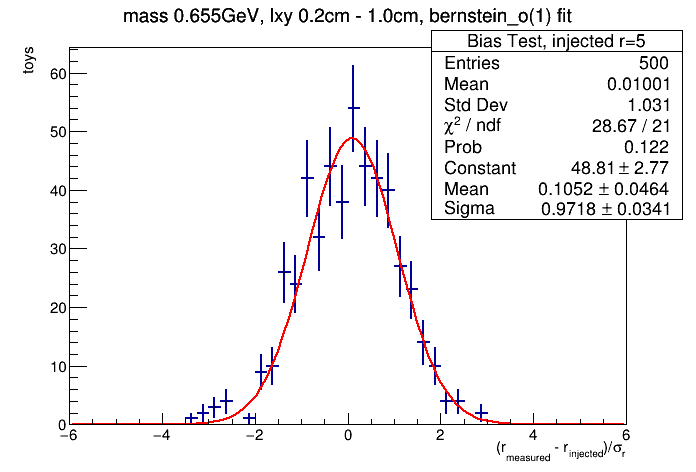 mass 0.655GeV, lxy 0.2cm - 1.0cm, bernstein_o(1) fit
Bias Test, injected r=5
Entries 500
Mean 0.01001
Std Dev 1.031
χ² / ndf 28.67 / 21
Prob 0.122
Constant 48.81 ± 2.77
Mean 0.1052 ± 0.0464
Sigma 0.9718 ± 0.0341
toys
60
50
40
30
20
10
0
−6 −4 −2 0 2 4 6
(r_measured - r_injected)/σ_r